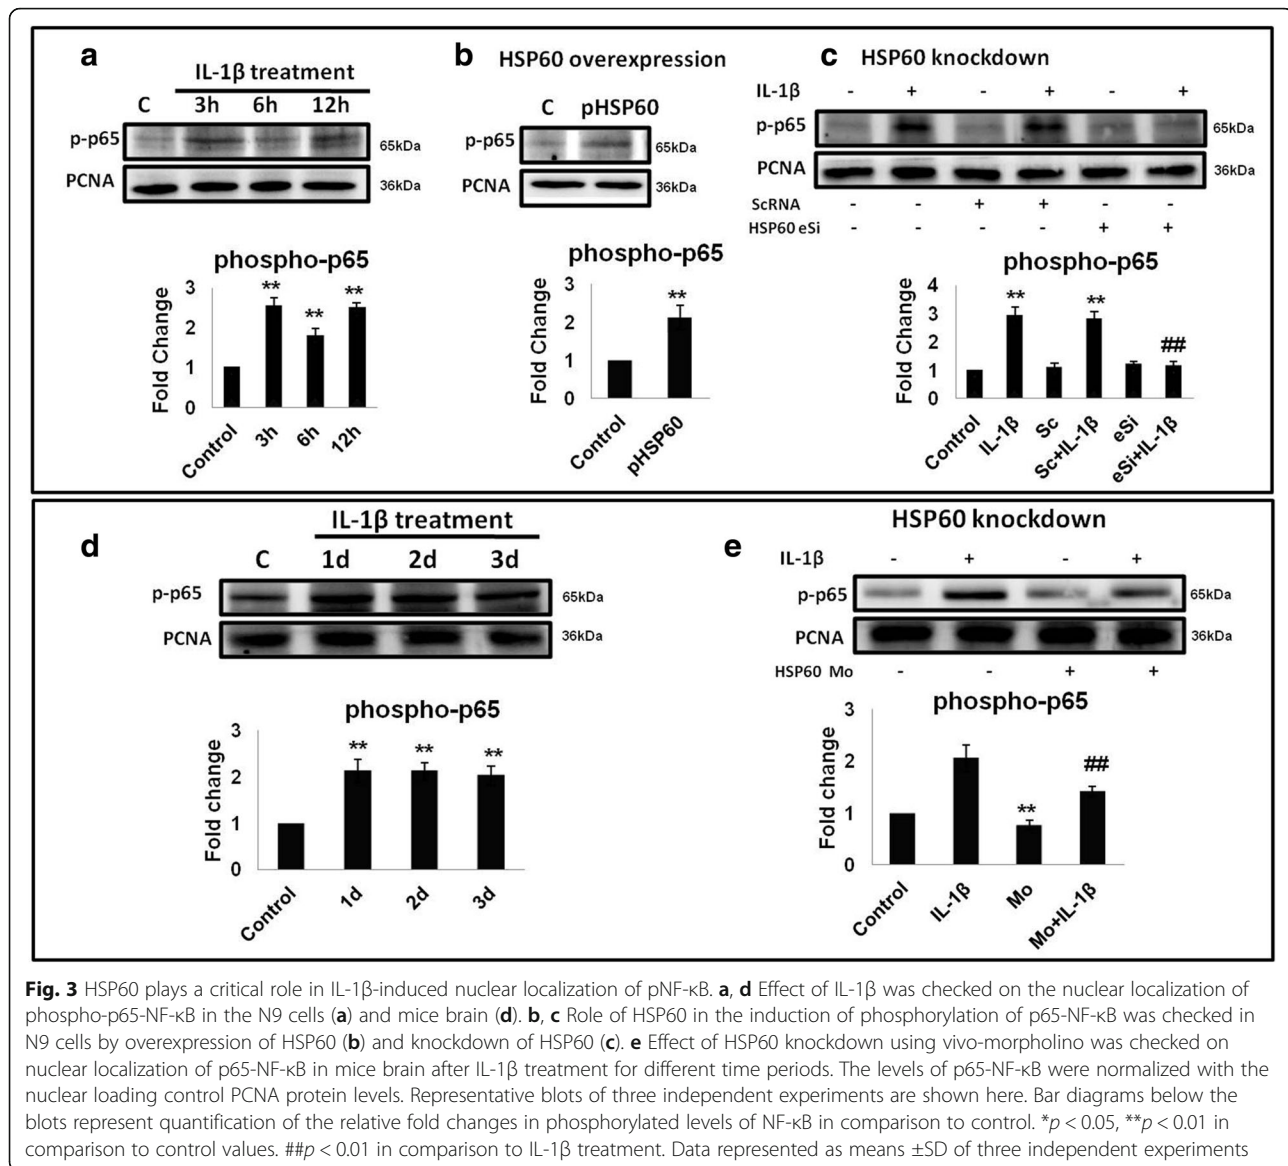 a
IL-1β treatment
C 3h 6h 12h
p-p65 65kDa
PCNA 36kDa
phospho-p65
Fold Change
3
2
1
0
** ** **
Control 3h 6h 12h
b
HSP60 overexpression
C pHSP60
p-p65 65kDa
PCNA 36kDa
phospho-p65
Fold Change
3
2
1
0
**
Control pHSP60
c
HSP60 knockdown
IL-1β - + - + - +
p-p65 65kDa
PCNA 36kDa
ScRNA - - + + - -
HSP60 eSi - - - - + +
phospho-p65
Fold Change
4
3
2
1
0
** ** ##
Control IL-1β Sc Sc+IL-1β eSi eSi+IL-1β
d
IL-1β treatment
C 1d 2d 3d
p-p65 65kDa
PCNA 36kDa
phospho-p65
Fold change
3
2
1
0
** ** **
Control 1d 2d 3d
e
HSP60 knockdown
IL-1β - + - +
p-p65 65kDa
PCNA 36kDa
HSP60 Mo - - + +
phospho-p65
Fold change
3
2
1
0
** ##
Control IL-1β Mo Mo+IL-1β
Fig. 3 HSP60 plays a critical role in IL-1β-induced nuclear localization of pNF-κB. a, d Effect of IL-1β was checked on the nuclear localization of
phospho-p65-NF-κB in the N9 cells (a) and mice brain (d). b, c Role of HSP60 in the induction of phosphorylation of p65-NF-κB was checked in
N9 cells by overexpression of HSP60 (b) and knockdown of HSP60 (c). e Effect of HSP60 knockdown using vivo-morpholino was checked on
nuclear localization of p65-NF-κB in mice brain after IL-1β treatment for different time periods. The levels of p65-NF-κB were normalized with the
nuclear loading control PCNA protein levels. Representative blots of three independent experiments are shown here. Bar diagrams below the
blots represent quantification of the relative fold changes in phosphorylated levels of NF-κB in comparison to control. *p < 0.05, **p < 0.01 in
comparison to control values. ##p < 0.01 in comparison to IL-1β treatment. Data represented as means ±SD of three independent experiments